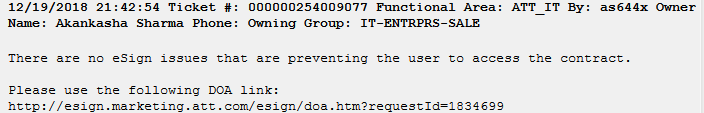 12/19/2018 21:42:54 Ticket #: 000000254009077 Functional Area: ATT_IT By: as644x Owner
Name: Akankasha Sharma Phone: Owning Group: IT-ENTRPRS-SALE
There are no eSign issues that are preventing the user to access the contract.
Please use the following DOA link:
http://esign.marketing.att.com/esign/doa.htm?requestId=1834699